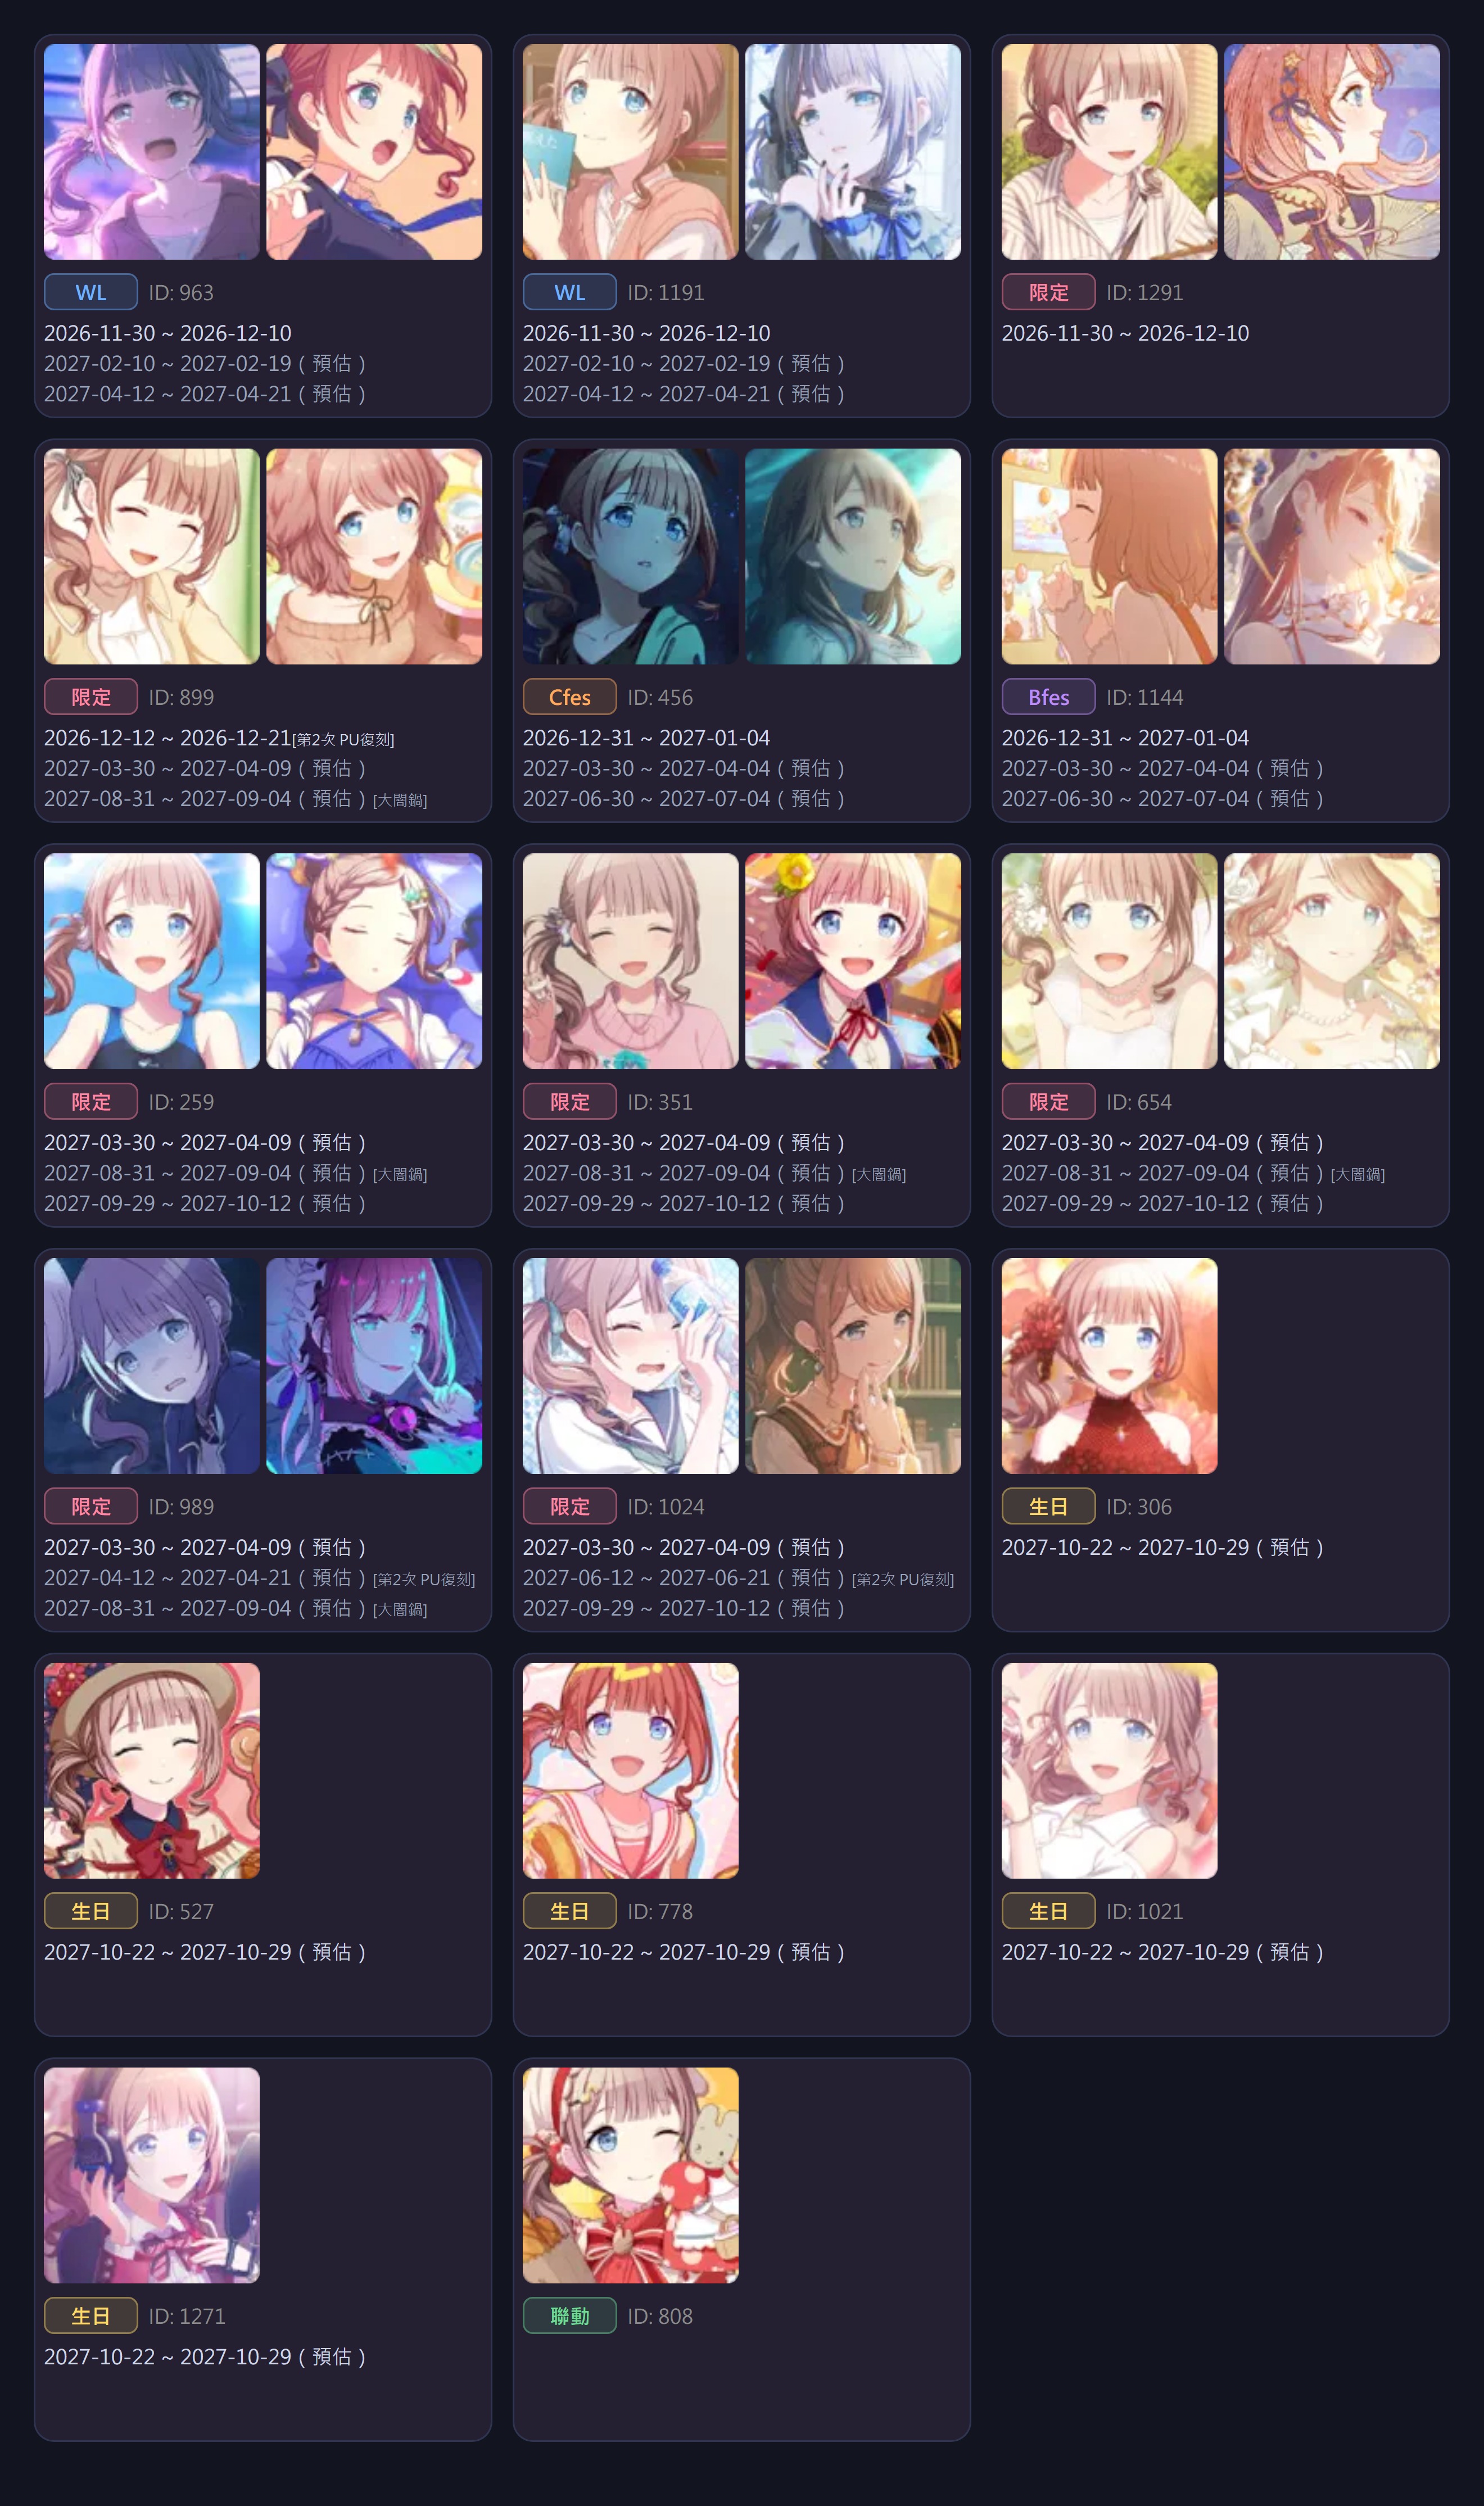 WL ID: 963
2026-11-30 ~ 2026-12-10
2027-02-10 ~ 2027-02-19 ( 預估 )
2027-04-12 ~ 2027-04-21 ( 預估 )
WL ID: 1191
2026-11-30 ~ 2026-12-10
2027-02-10 ~ 2027-02-19 ( 預估 )
2027-04-12 ~ 2027-04-21 ( 預估 )
限定 ID: 1291
2026-11-30 ~ 2026-12-10
限定 ID: 899
2026-12-12 ~ 2026-12-21[第2次 PU復刻]
2027-03-30 ~ 2027-04-09 ( 預估 )
2027-08-31 ~ 2027-09-04 ( 預估 ) [大闇鍋]
Cfes ID: 456
2026-12-31 ~ 2027-01-04
2027-03-30 ~ 2027-04-04 ( 預估 )
2027-06-30 ~ 2027-07-04 ( 預估 )
Bfes ID: 1144
2026-12-31 ~ 2027-01-04
2027-03-30 ~ 2027-04-04 ( 預估 )
2027-06-30 ~ 2027-07-04 ( 預估 )
限定 ID: 259
2027-03-30 ~ 2027-04-09 ( 預估 )
2027-08-31 ~ 2027-09-04 ( 預估 ) [大闇鍋]
2027-09-29 ~ 2027-10-12 ( 預估 )
限定 ID: 351
2027-03-30 ~ 2027-04-09 ( 預估 )
2027-08-31 ~ 2027-09-04 ( 預估 ) [大闇鍋]
2027-09-29 ~ 2027-10-12 ( 預估 )
限定 ID: 654
2027-03-30 ~ 2027-04-09 ( 預估 )
2027-08-31 ~ 2027-09-04 ( 預估 ) [大闇鍋]
2027-09-29 ~ 2027-10-12 ( 預估 )
限定 ID: 989
2027-03-30 ~ 2027-04-09 ( 預估 )
2027-04-12 ~ 2027-04-21 ( 預估 ) [第2次 PU復刻]
2027-08-31 ~ 2027-09-04 ( 預估 ) [大闇鍋]
限定 ID: 1024
2027-03-30 ~ 2027-04-09 ( 預估 )
2027-06-12 ~ 2027-06-21 ( 預估 ) [第2次 PU復刻]
2027-09-29 ~ 2027-10-12 ( 預估 )
生日 ID: 306
2027-10-22 ~ 2027-10-29 ( 預估 )
生日 ID: 527
2027-10-22 ~ 2027-10-29 ( 預估 )
生日 ID: 778
2027-10-22 ~ 2027-10-29 ( 預估 )
生日 ID: 1021
2027-10-22 ~ 2027-10-29 ( 預估 )
生日 ID: 1271
2027-10-22 ~ 2027-10-29 ( 預估 )
聯動 ID: 808